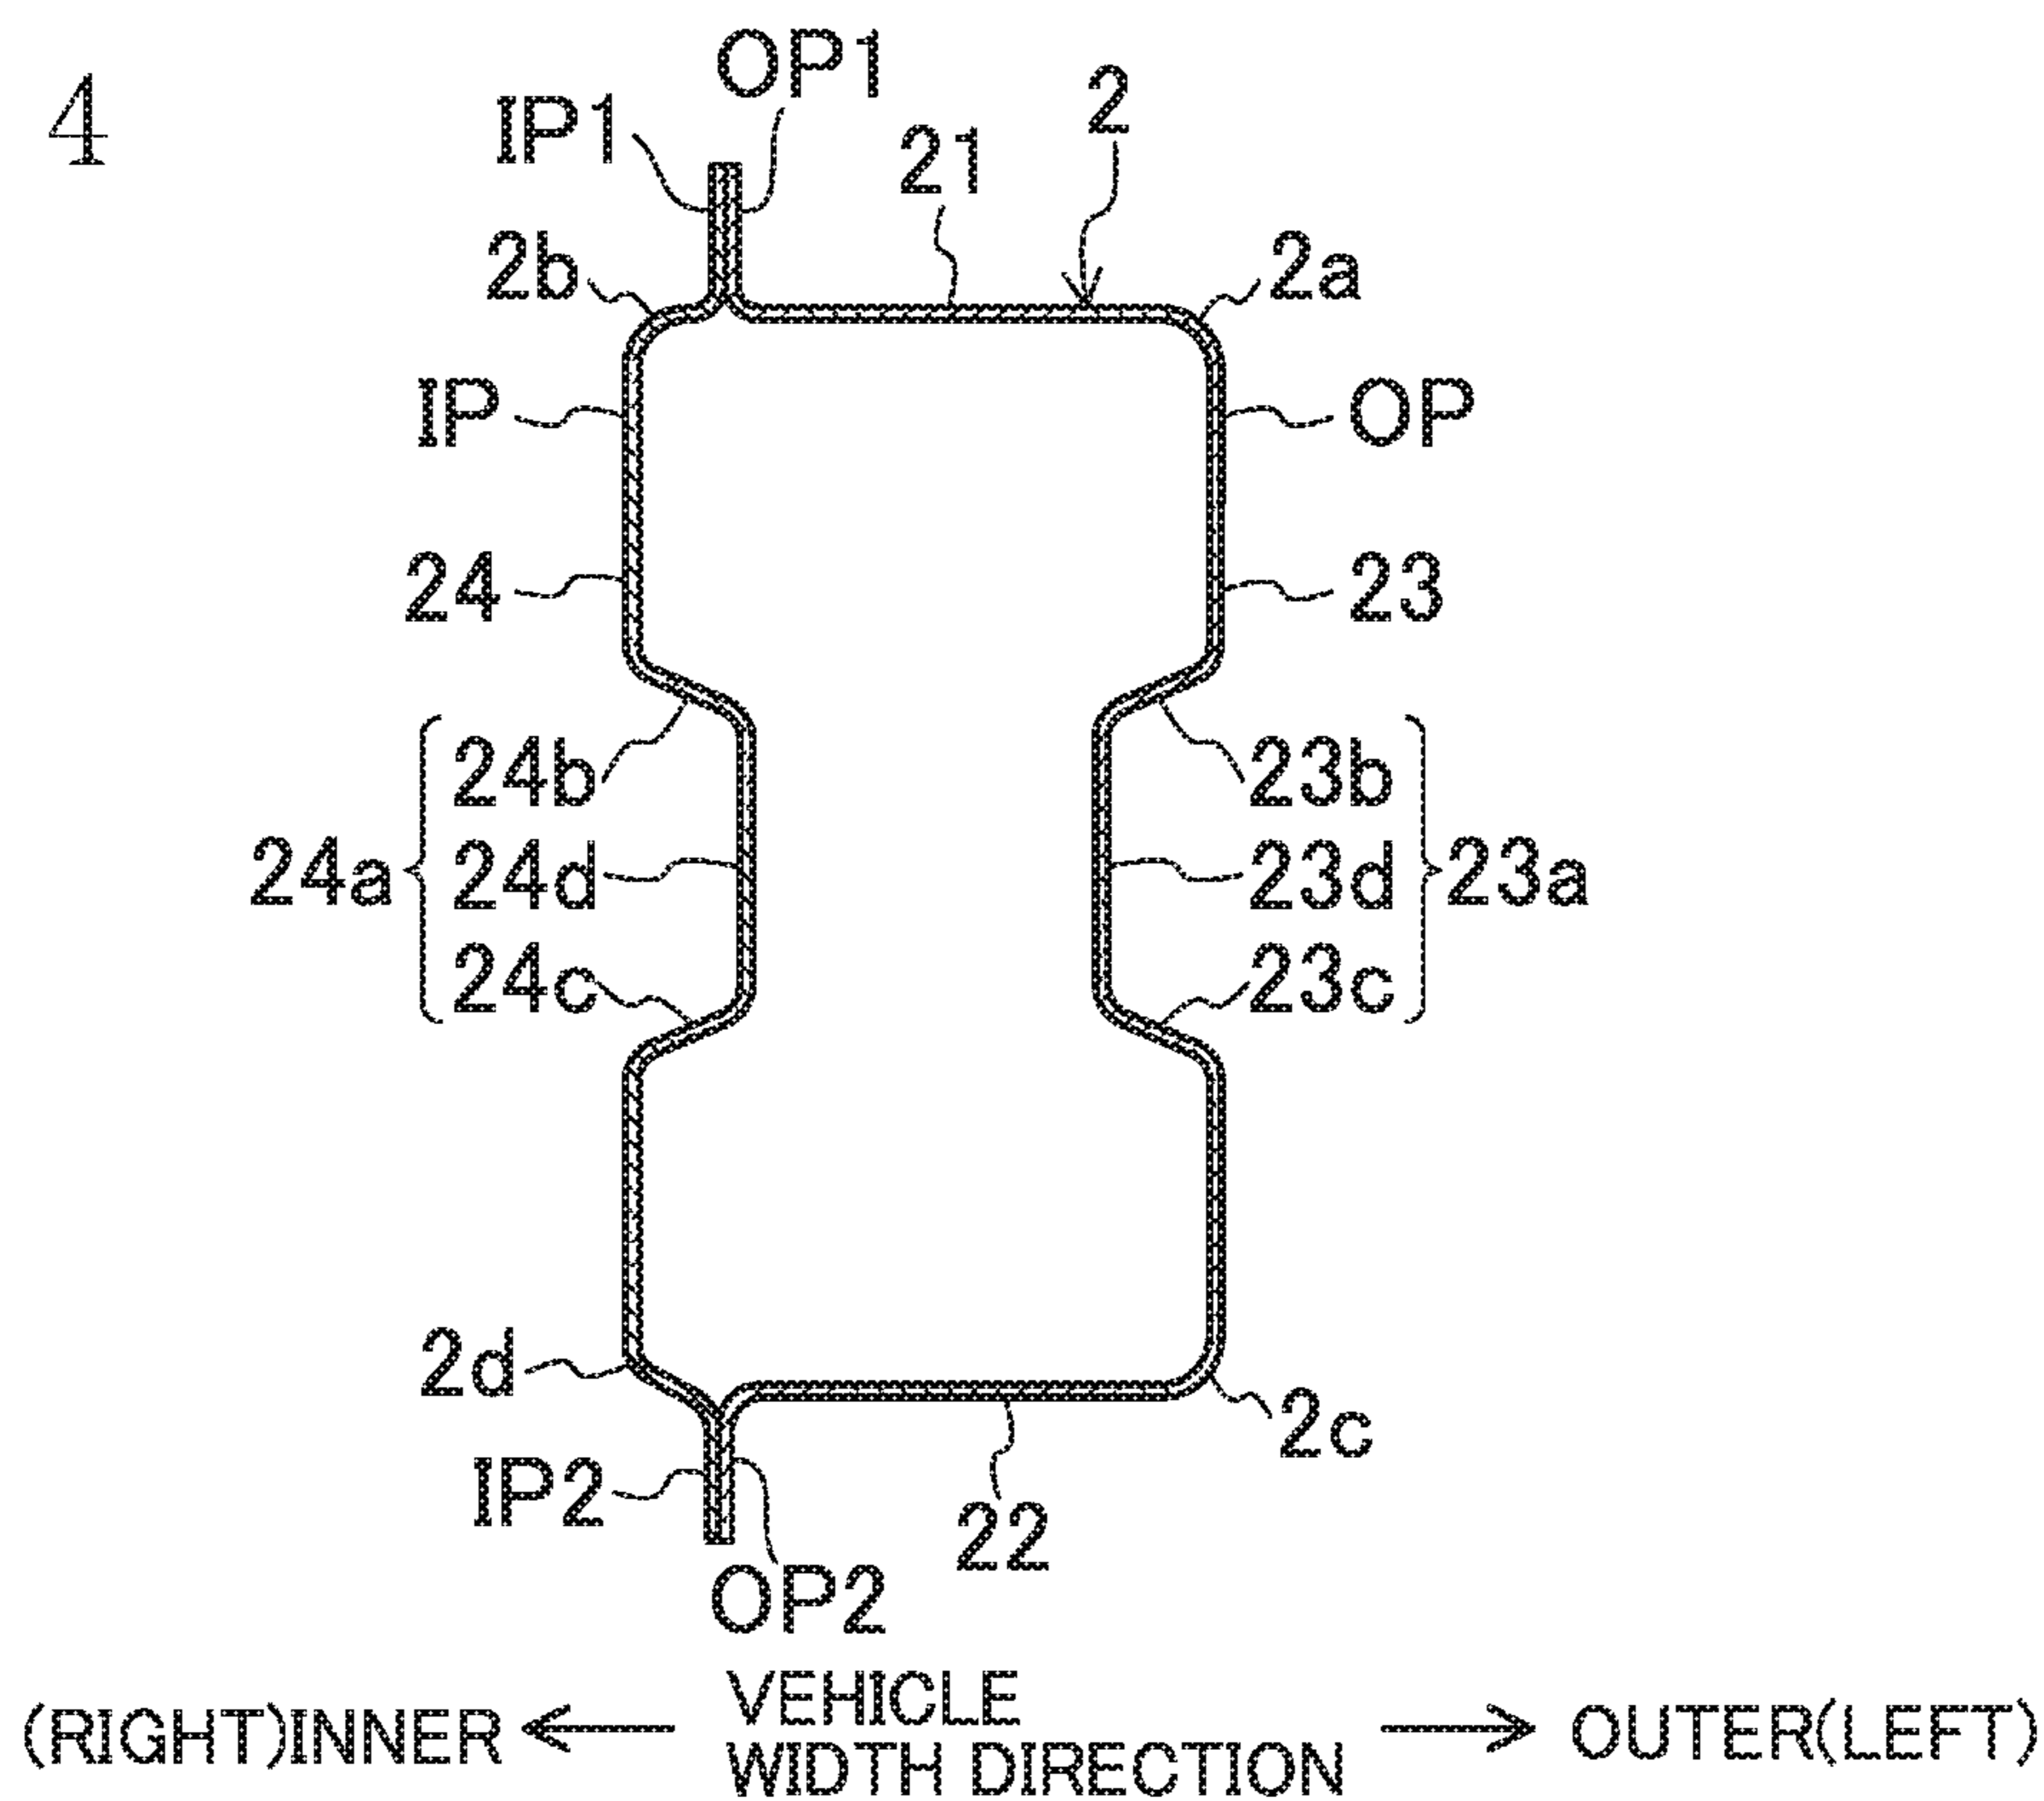 4
OP1
IP1
2
21
2b
2a
IP
OP
24
23
24b
23b
24a
24d
23d
23a
24c
23c
2d
2c
IP2
22
OP2
(RIGHT)INNER
VEHICLE
WIDTH DIRECTION
OUTER(LEFT)